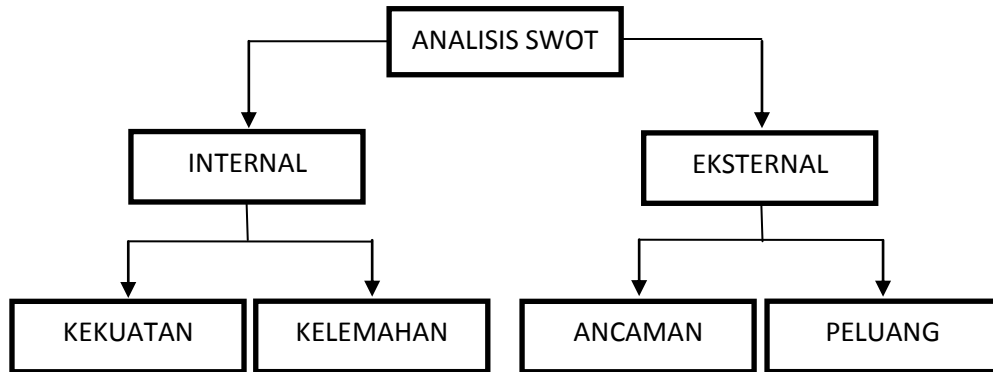 ANALISIS SWOT
INTERNAL
EKSTERNAL
KEKUATAN
KELEMAHAN
ANCAMAN
PELUANG